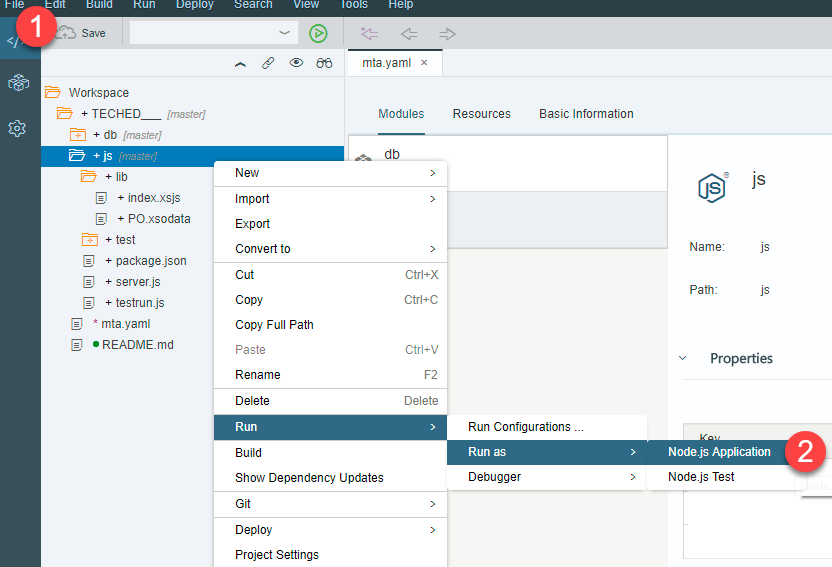 File Edit Build Run Deploy Search View Tools Help
1
</> Save
mta.yaml ×
Workspace
+ TECHED___ [master]
+ db [master]
+ js [master]
+ lib
+ index.xsjs
+ PO.xsodata
+ test
+ package.json
+ server.js
+ testrun.js
* mta.yaml
README.md
Modules Resources Basic Information
db
New >
Import >
Export
Convert to >
Cut Ctrl+X
Copy Ctrl+C
Copy Full Path
Paste Ctrl+V
Rename F2
Delete Delete
Run >
Build
Show Dependency Updates
Git >
Deploy >
Project Settings
Run Configurations ...
Run as >
Debugger >
Node.js Application
2
Node.js Test
JS ® js
Name: js
Path: js
Properties
Key